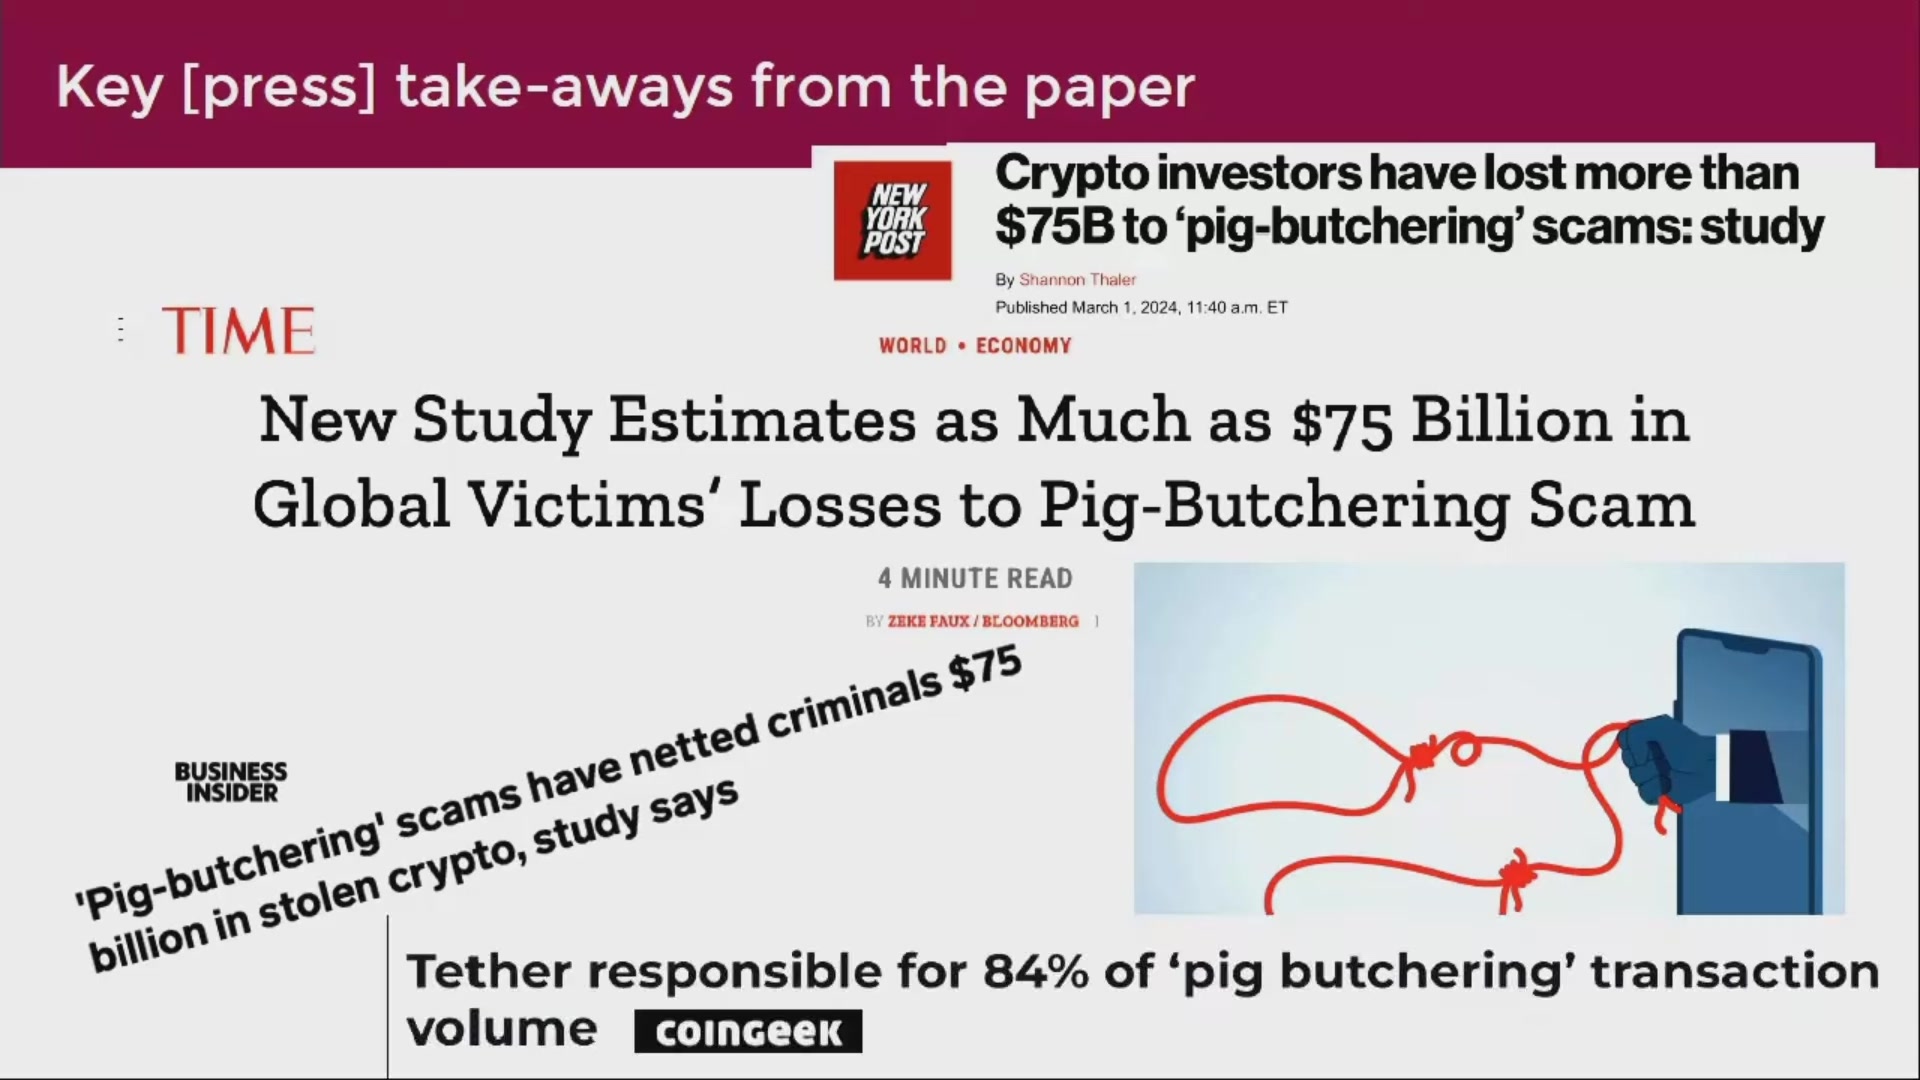 Key [press] take-aways from the paper
NEW
YORK
POST
Crypto investors have lost more than
$75B to ‘pig-butchering’ scams: study
By Shannon Thaler
Published March 1, 2024, 11:40 a.m. ET
TIME
WORLD • ECONOMY
New Study Estimates as Much as $75 Billion in
Global Victims’ Losses to Pig-Butchering Scam
4 MINUTE READ
BY ZEKE FAUX / BLOOMBERG
BUSINESS
INSIDER
'Pig-butchering' scams have netted criminals $75
billion in stolen crypto, study says
Tether responsible for 84% of ‘pig butchering’ transaction
volume
COINGEEK